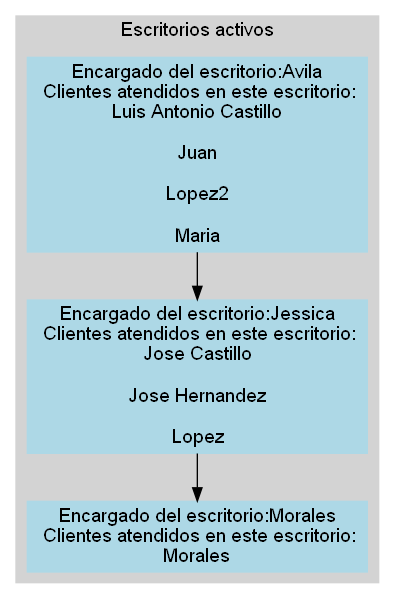 Escritorios activos
Encargado del escritorio:Avila
Clientes atendidos en este escritorio:
Luis Antonio Castillo
Juan
Lopez2
Maria
Encargado del escritorio:Jessica
Clientes atendidos en este escritorio:
Jose Castillo
Jose Hernandez
Lopez
Encargado del escritorio:Morales
Clientes atendidos en este escritorio:
Morales